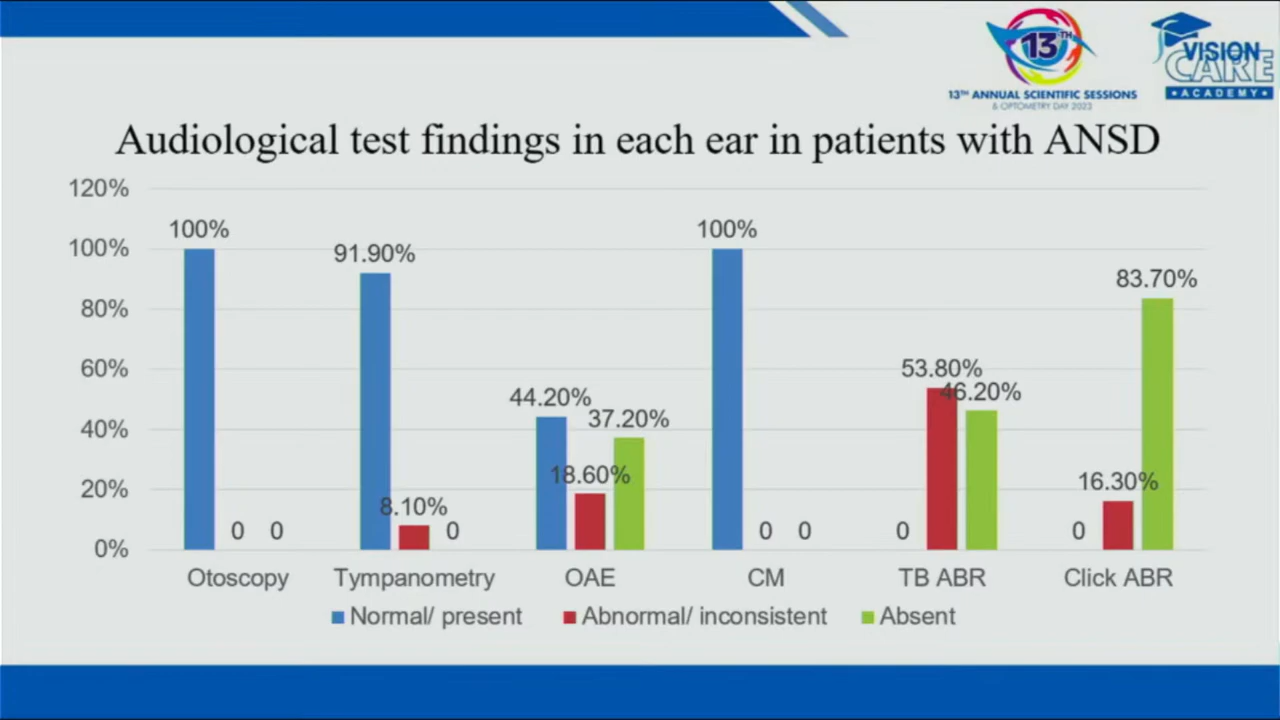 13TH
13TH ANNUAL SCIENTIFIC SESSIONS
& OPTOMETRY DAY 2023
VISION
CARE
ACADEMY
Audiological test findings in each ear in patients with ANSD
120%
100%
80%
60%
40%
20%
0%
100%
0
0
91.90%
8.10%
0
44.20%
18.60%
37.20%
100%
0
0
0
53.80%
46.20%
0
16.30%
83.70%
Otoscopy
Tympanometry
OAE
CM
TB ABR
Click ABR
Normal/ present
Abnormal/ inconsistent
Absent